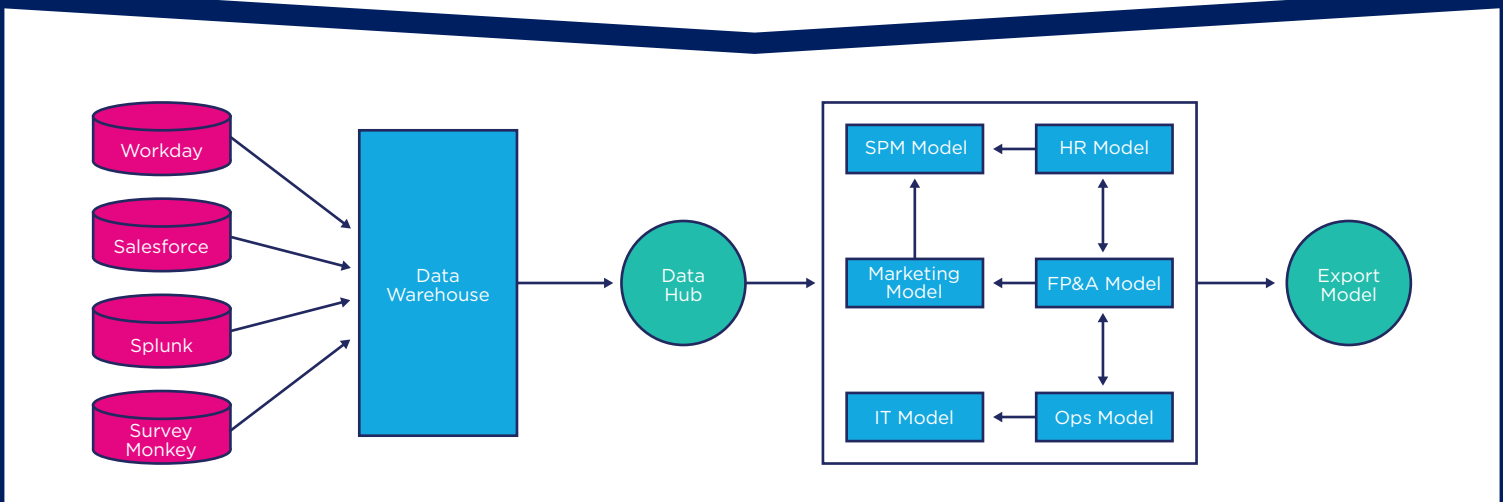 Workday
Salesforce
Splunk
Survey
Monkey
Data
Warehouse
Data
Hub
SPM Model
HR Model
Marketing
Model
FP&A Model
IT Model
Ops Model
Export
Model